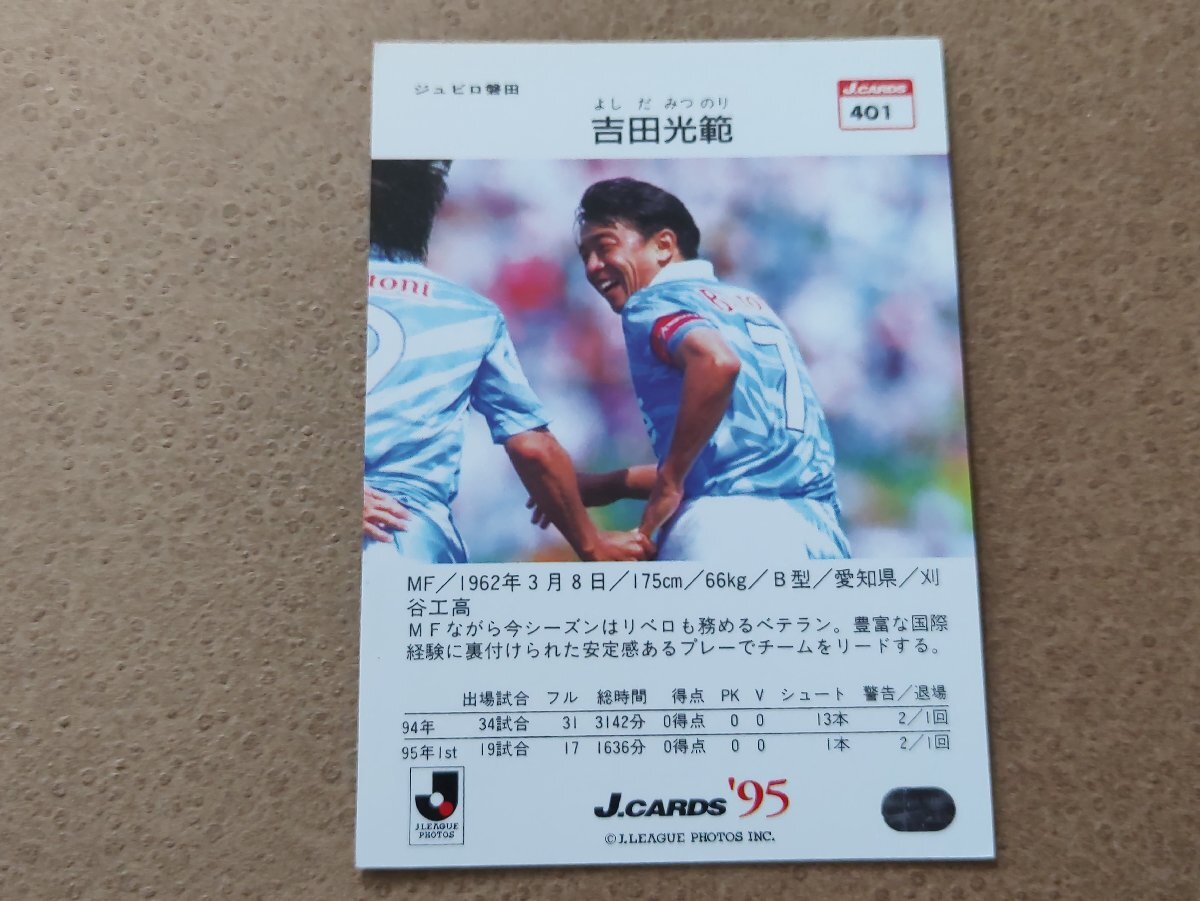 ジュビロ磐田
J.CARDS
401
よし だ みつ のり
吉田光範
7
MF／1962年3月8日／175cm／66kg／B型／愛知県／刈
谷工高
MFながら今シーズンはリベロも務めるベテラン。豊富な国際
経験に裏付けられた安定感あるプレーでチームをリードする。
出場試合 フル 総時間 得点 PK V シュート 警告／退場
94年 34試合 31 3142分 0得点 0 0 13本 2／1回
95年1st 19試合 17 1636分 0得点 0 0 1本 2／1回
J.LEAGUE
PHOTOS
J.CARDS '95
©J.LEAGUE PHOTOS INC.